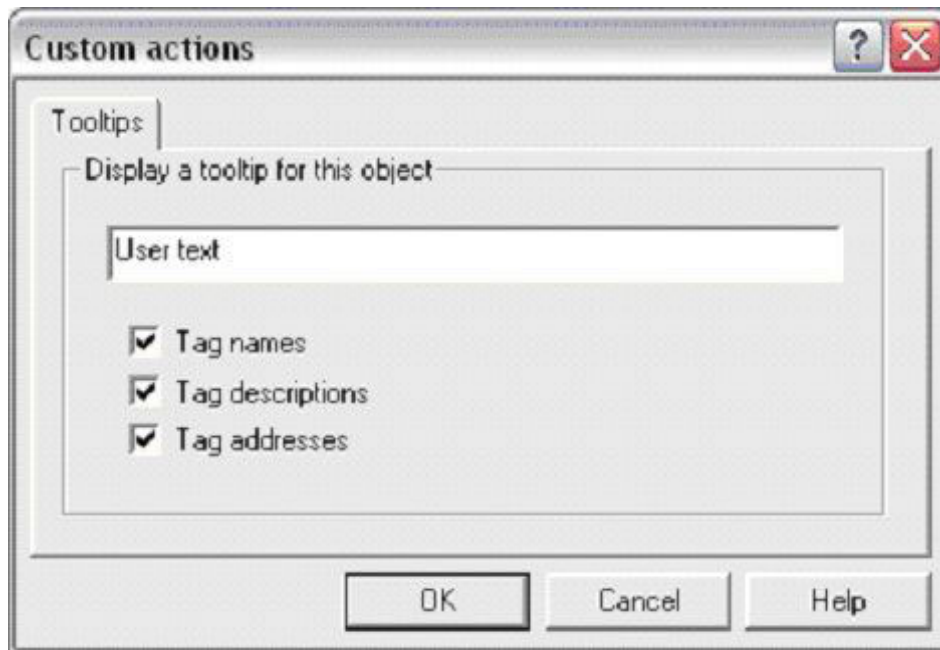 Custom actions
?
Tooltips
Display a tooltip for this object
User text
Tag names
Tag descriptions
Tag addresses
OK Cancel Help